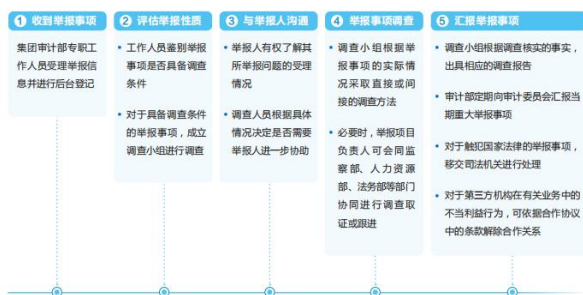 1 收到举报事项
集团审计部专职工
作人员受理举报信
息并进行后台登记
2 评估举报性质
• 工作人员鉴别举报
事项是否具备调查
条件
• 对于具备调查条件
的举报事项，成立
调查小组进行调查
3 与举报人沟通
• 举报人有权了解其
所举报问题的受理
情况
• 调查人员根据具体
情况决定是否需要
举报人进一步协助
4 举报事项调查
• 调查小组根据举
报事项的实际情
况采取直接或间
接的调查方法
• 必要时，举报项目
负责人可会同监
察部、人力资源
部、法务部等部门
协同进行调查取
证或跟进
5 汇报举报事项
• 调查小组根据调查核实的事实，
出具相应的调查报告
• 审计部定期向审计委员会汇报当
期重大举报事项
• 对于触犯国家法律的举报事项，
移交司法机关进行处理
• 对于第三方机构在有关业务中的
不当利益行为，可依据合作协议
中的条款解除合作关系